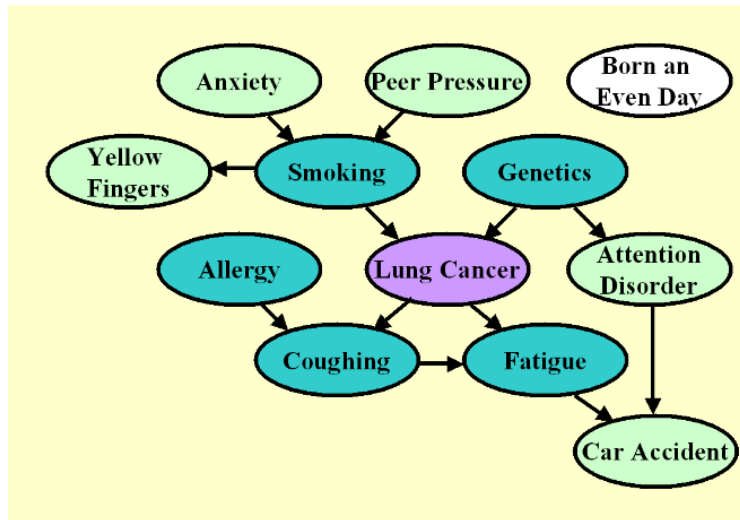 Anxiety
Peer Pressure
Born an
Even Day
Yellow
Fingers
Smoking
Genetics
Allergy
Lung Cancer
Attention
Disorder
Coughing
Fatigue
Car Accident